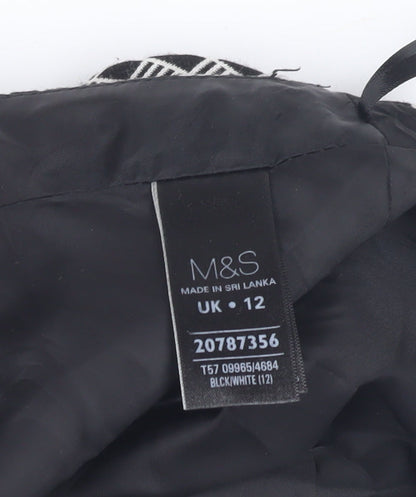 M&S
MADE IN SRI LANKA
UK • 12
20787356
T57 09965/4684
BLCK/WHITE (12)